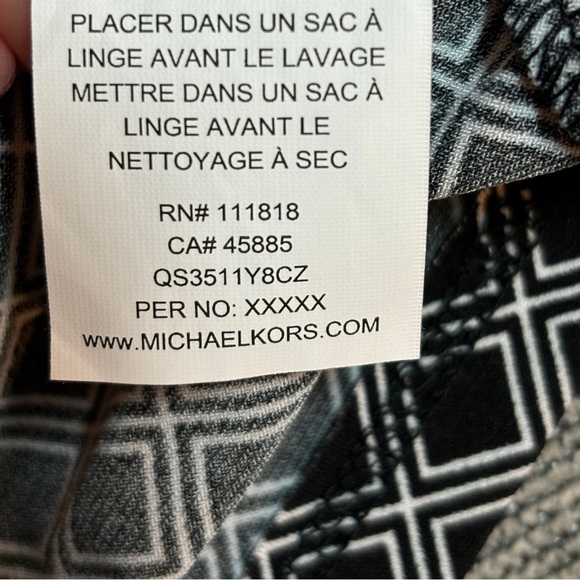 PLACER DANS UN SAC À
LINGE AVANT LE LAVAGE
METTRE DANS UN SAC À
LINGE AVANT LE
NETTOYAGE À SEC
RN# 111818
CA# 45885
QS3511Y8CZ
PER NO: XXXXX
www.MICHAELKORS.COM